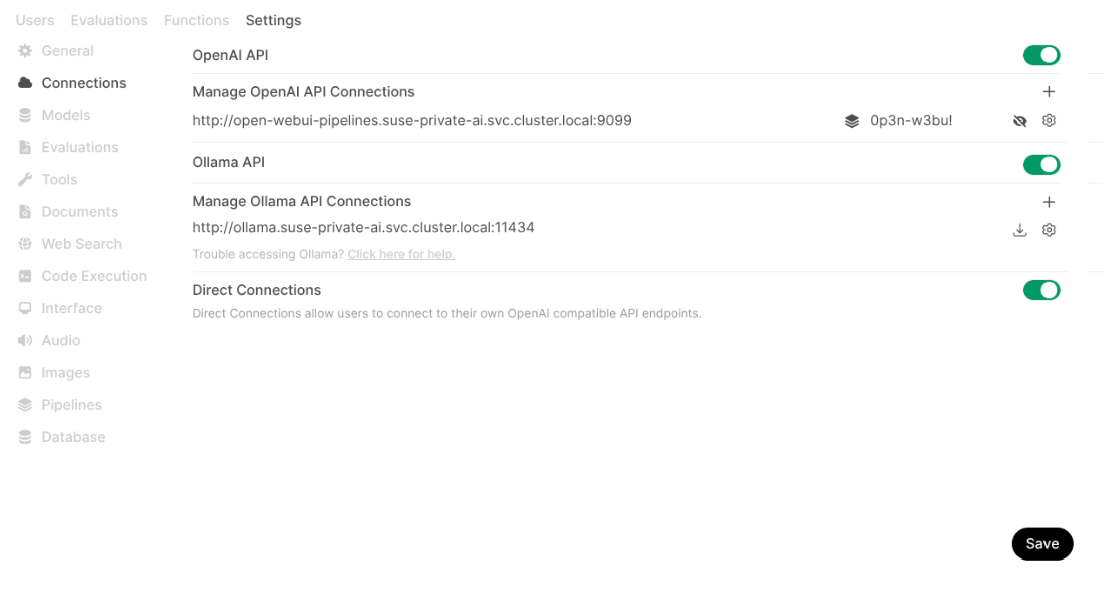 Users Evaluations Functions Settings
General
Connections
Models
Evaluations
Tools
Documents
Web Search
Code Execution
Interface
Audio
Images
Pipelines
Database
OpenAI API
Manage OpenAI API Connections
http://open-webui-pipelines.suse-private-ai.svc.cluster.local:9099 0p3n-w3bu!
Ollama API
Manage Ollama API Connections
http://ollama.suse-private-ai.svc.cluster.local:11434
Trouble accessing Ollama? Click here for help.
Direct Connections
Direct Connections allow users to connect to their own OpenAI compatible API endpoints.
Save